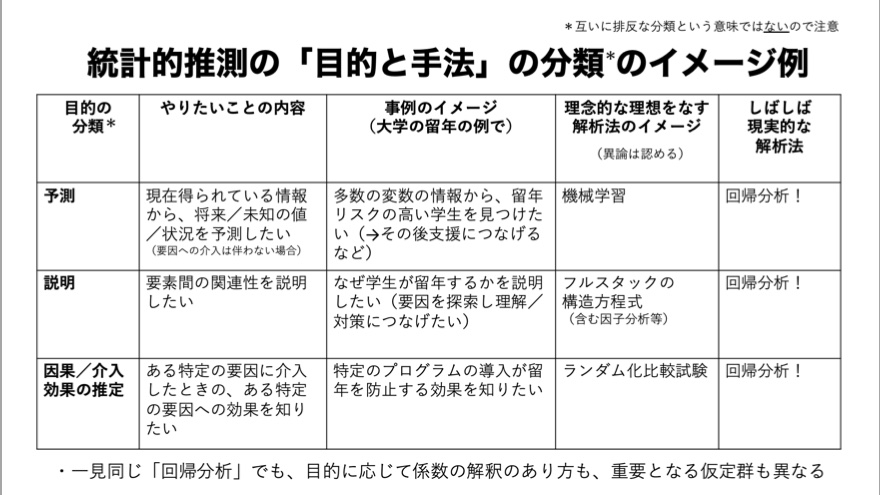 ＊互いに排反な分類という意味ではないので注意
統計的推測の「目的と手法」の分類*のイメージ例
目的の
分類＊
やりたいことの内容
事例のイメージ
（大学の留年の例で）
理念的な理想をなす
解析法のイメージ
（異論は認める）
しばしば
現実的な
解析法
予測
現在得られている情報
から、将来／未知の値
／状況を予測したい
（要因への介入は伴わない場合）
多数の変数の情報から、留年
リスクの高い学生を見つけた
い（→その後支援につなげる
など）
機械学習
回帰分析！
説明
要素間の関連性を説明
したい
なぜ学生が留年するかを説明
したい（要因を探索し理解／
対策につなげたい）
フルスタックの
構造方程式
（含む因子分析等）
回帰分析！
因果／介入
効果の推定
ある特定の要因に介入
したときの、ある特定
の要因への効果を知り
たい
特定のプログラムの導入が留
年を防止する効果を知りたい
ランダム化比較試験
回帰分析！
・一見同じ「回帰分析」でも、目的に応じて係数の解釈のあり方も、重要となる仮定群も異なる